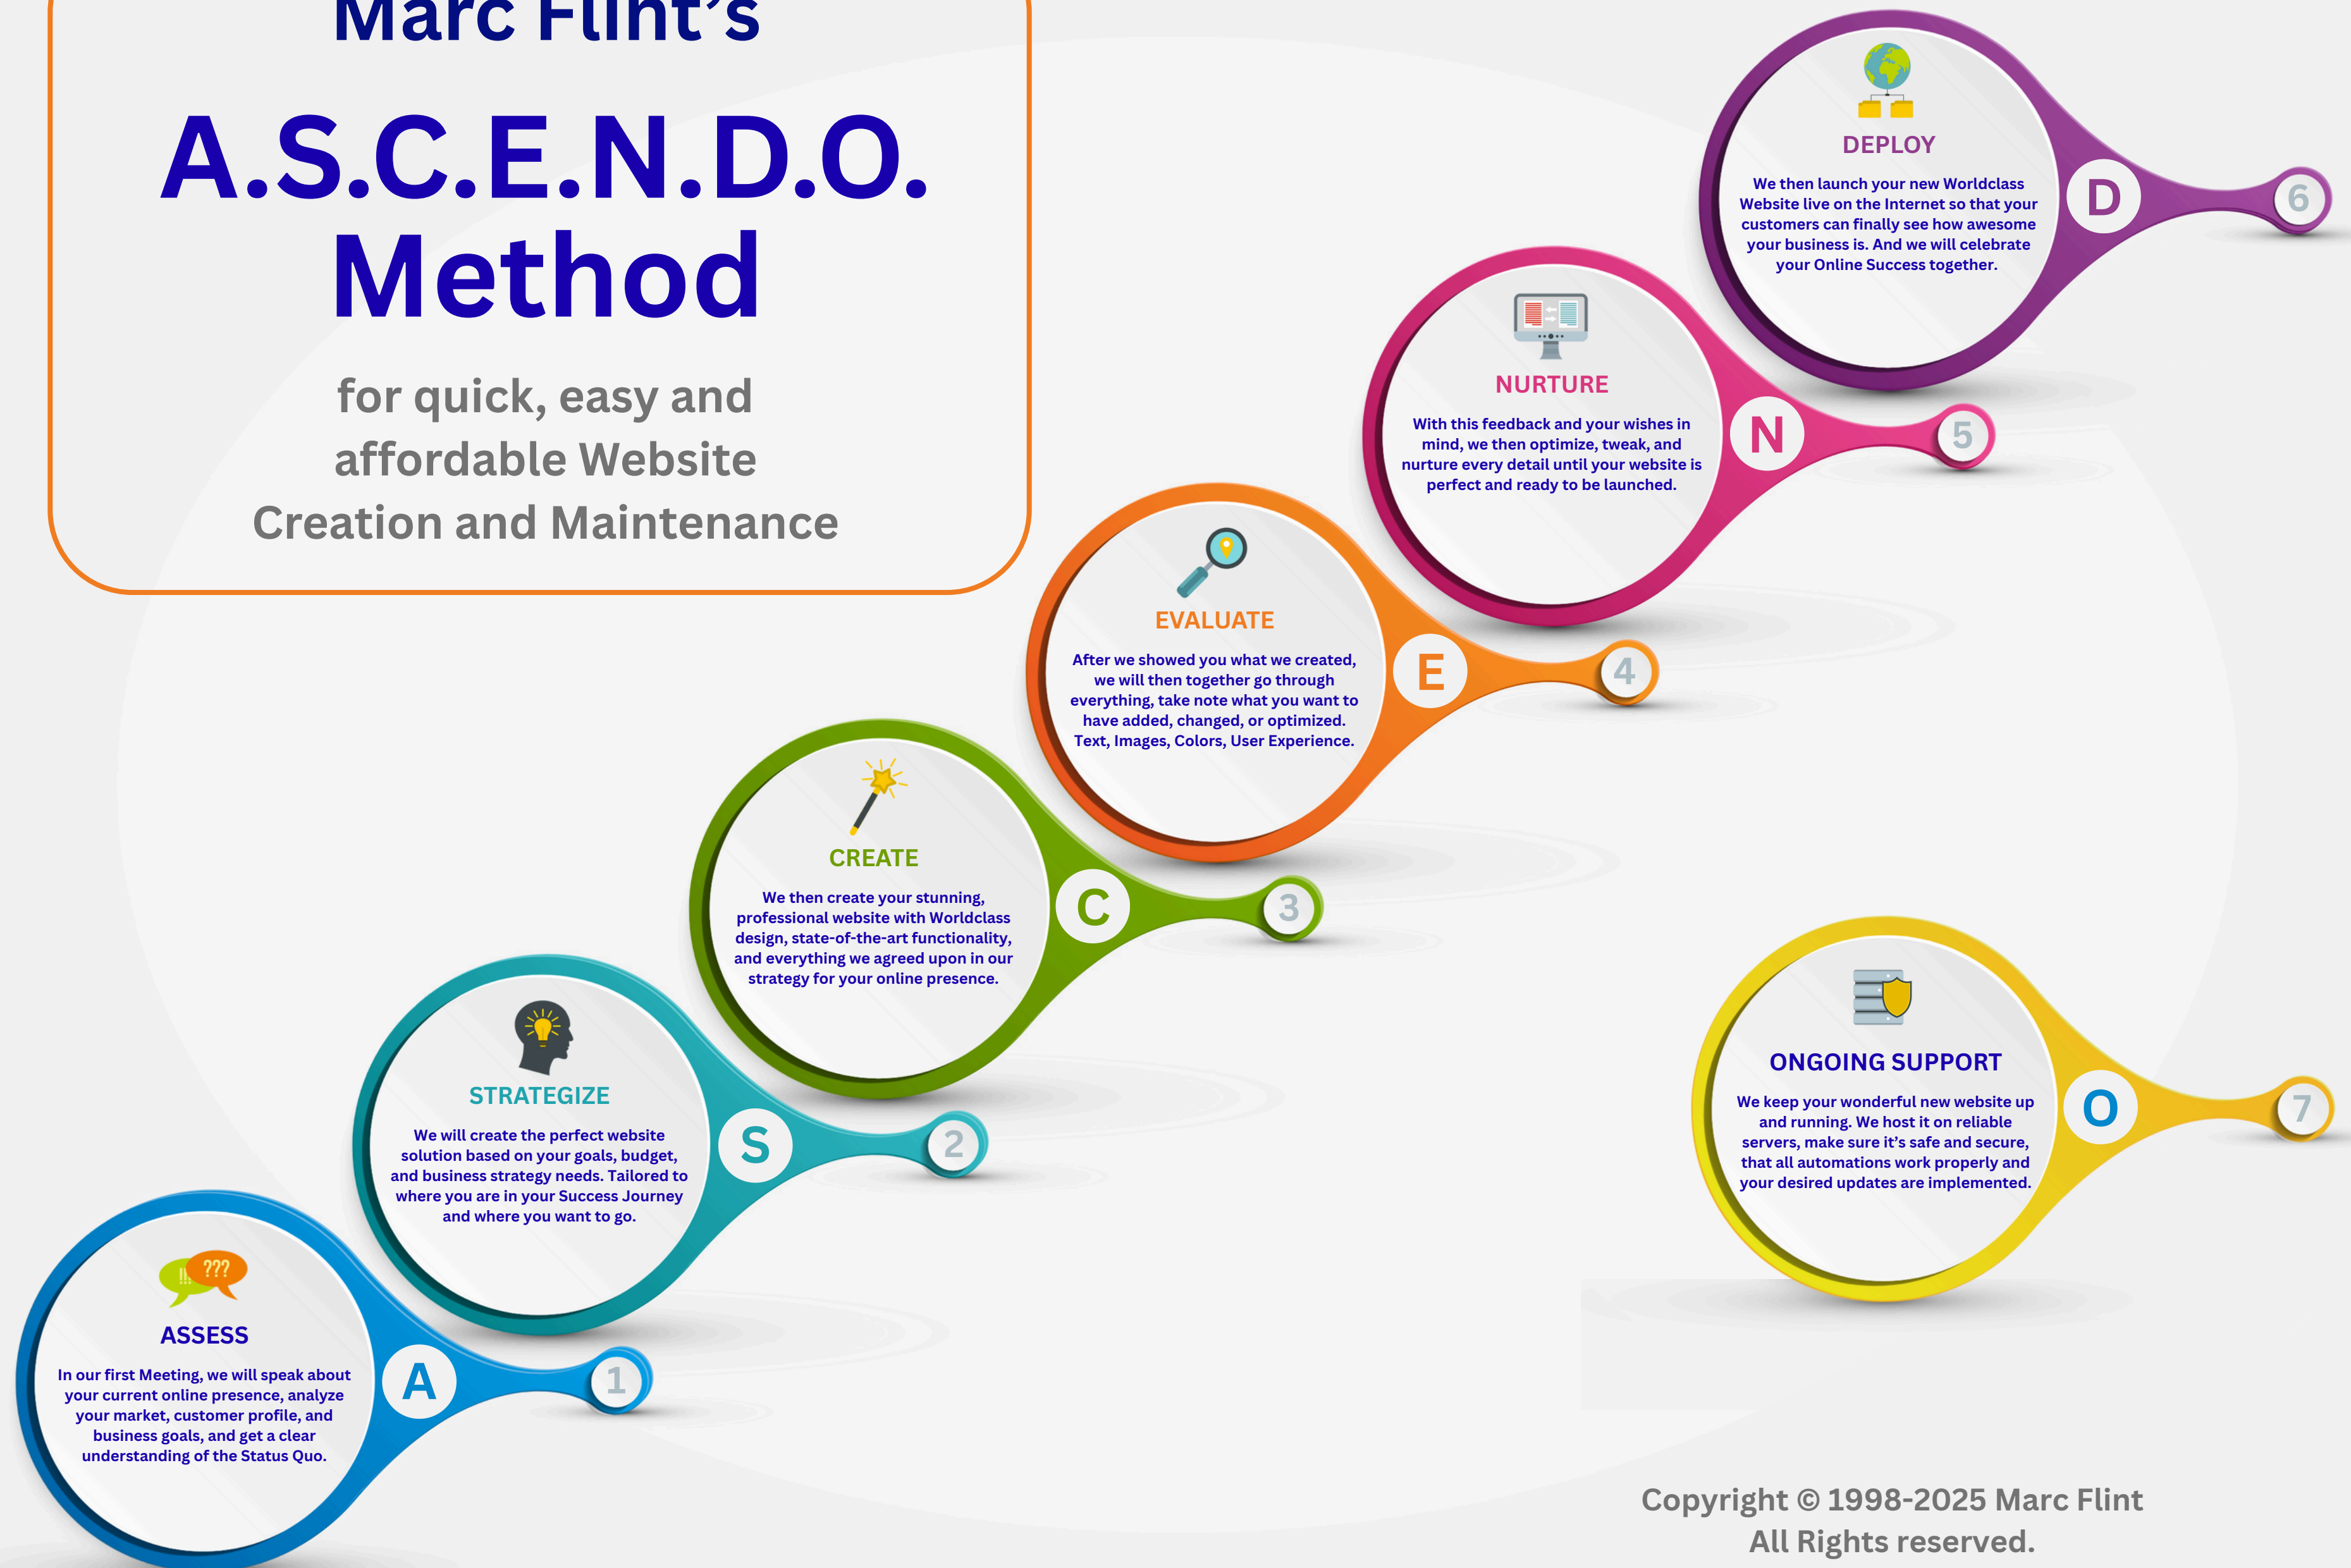 Marc Flint's
A.S.C.E.N.D.O.
Method
for quick, easy and
affordable Website
Creation and Maintenance
!!!
???
ASSESS
In our first Meeting, we will speak about
your current online presence, analyze
your market, customer profile, and
business goals, and get a clear
understanding of the Status Quo.
A
1
STRATEGIZE
We will create the perfect website
solution based on your goals, budget,
and business strategy needs. Tailored to
where you are in your Success Journey
and where you want to go.
S
2
CREATE
We then create your stunning,
professional website with Worldclass
design, state-of-the-art functionality,
and everything we agreed upon in our
strategy for your online presence.
C
3
EVALUATE
After we showed you what we created,
we will then together go through
everything, take note what you want to
have added, changed, or optimized.
Text, Images, Colors, User Experience.
E
4
NURTURE
With this feedback and your wishes in
mind, we then optimize, tweak, and
nurture every detail until your website is
perfect and ready to be launched.
N
5
DEPLOY
We then launch your new Worldclass
Website live on the Internet so that your
customers can finally see how awesome
your business is. And we will celebrate
your Online Success together.
D
6
ONGOING SUPPORT
We keep your wonderful new website up
and running. We host it on reliable
servers, make sure it's safe and secure,
that all automations work properly and
your desired updates are implemented.
O
7
Copyright © 1998-2025 Marc Flint
All Rights reserved.